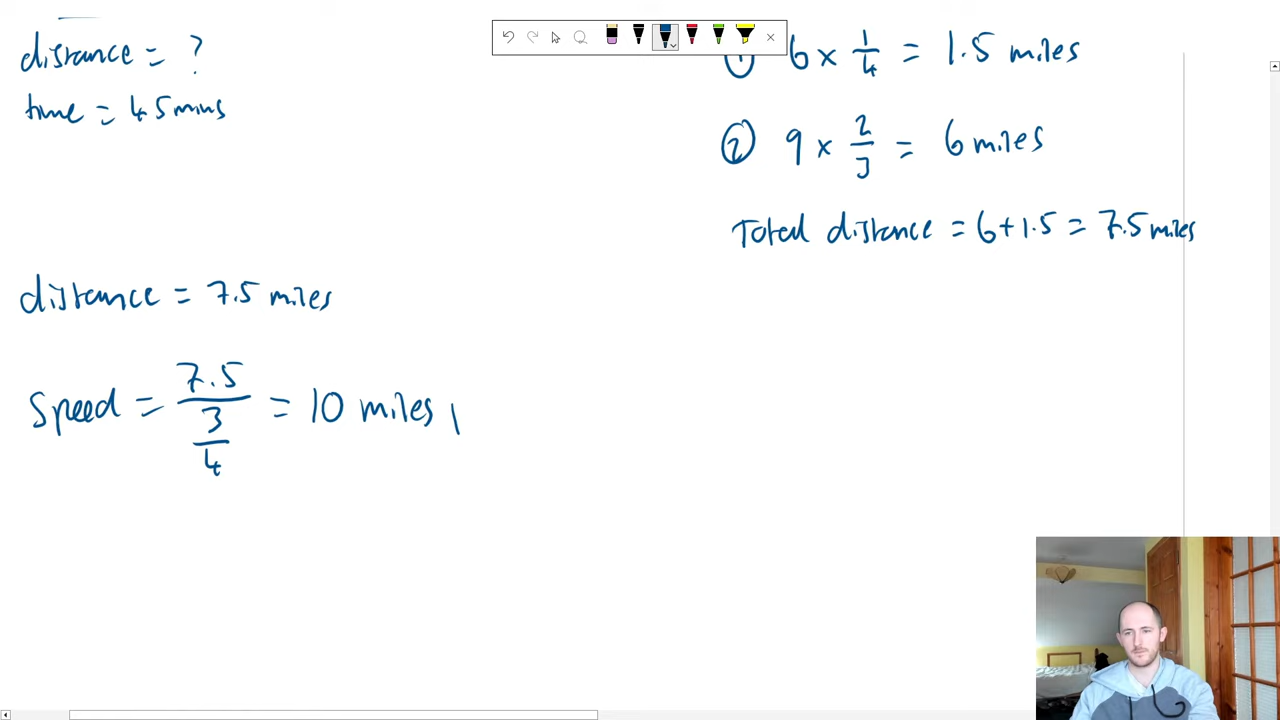 distance = ?
time = 45 mins
① 6 × 1/4 = 1.5 miles
② 9 × 2/3 = 6 miles
Total distance = 6 + 1.5 = 7.5 miles
distance = 7.5 miles
Speed = 7.5 / (3/4) = 10 miles